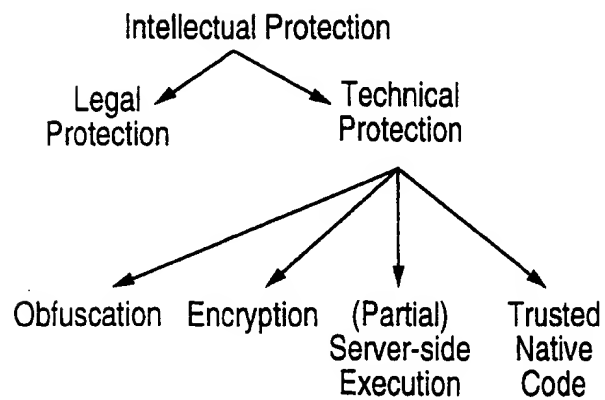 Intellectual Protection
Legal
Protection
Technical
Protection
Obfuscation
Encryption
(Partial)
Server-side
Execution
Trusted
Native
Code